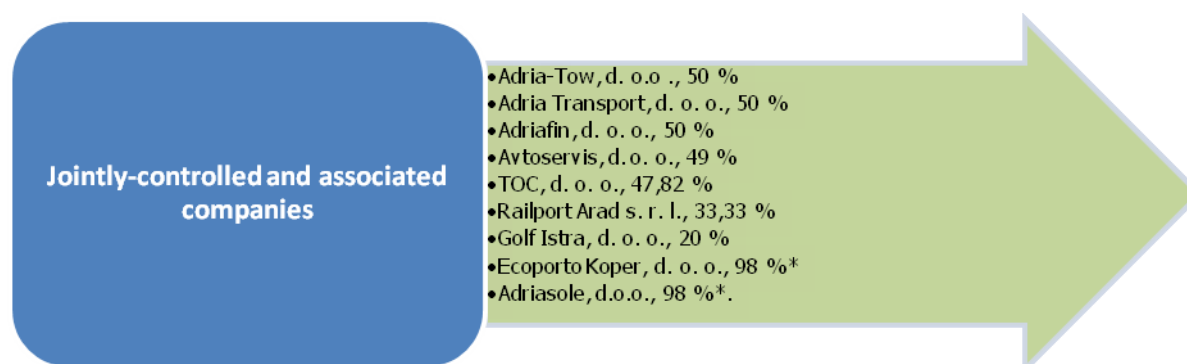 Jointly-controlled and associated
companies
•Adria-Tow, d. o.o ., 50 %
•Adria Transport, d. o. o., 50 %
•Adriafin, d. o. o., 50 %
•Avtoservis, d. o. o., 49 %
•TOC, d. o. o., 47,82 %
•Railport Arad s. r. l., 33,33 %
•Golf Istra, d. o. o., 20 %
•Ecoporto Koper, d. o. o., 98 %*
•Adriasole, d.o.o., 98 %*.